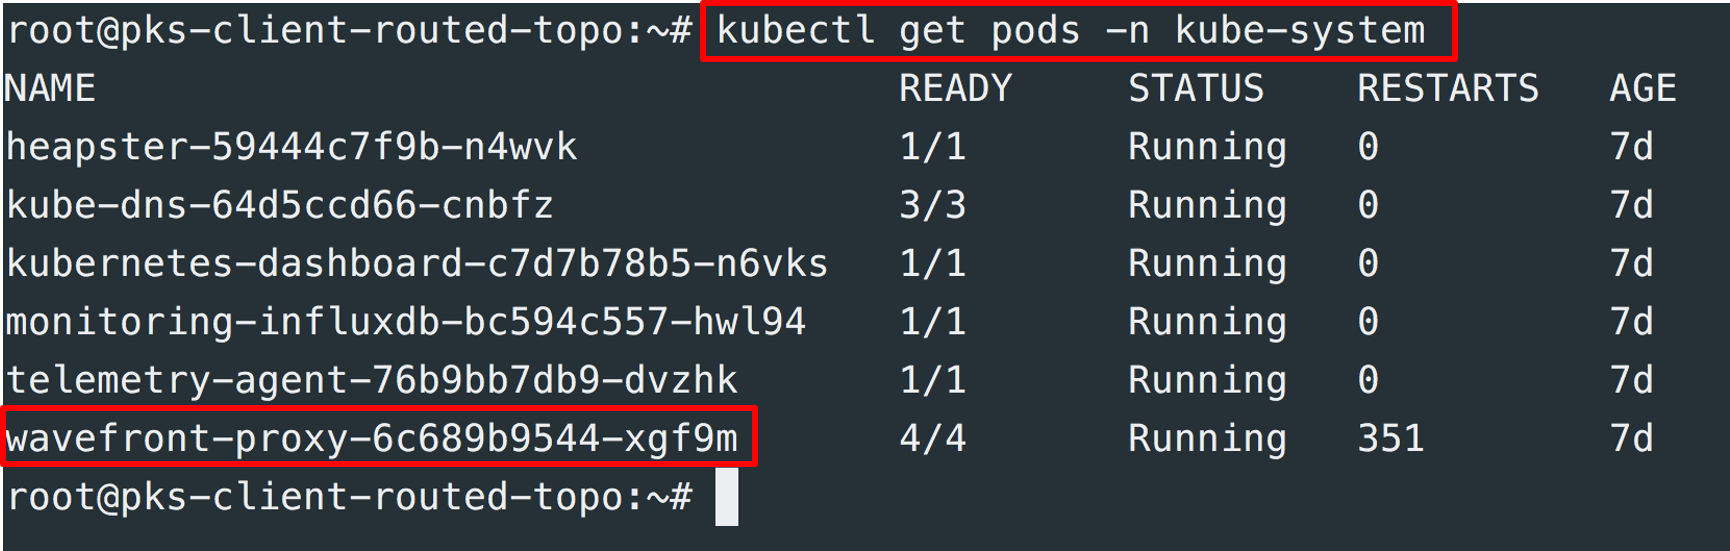 root@pks-client-routed-topo:~# kubectl get pods -n kube-system
NAME READY STATUS RESTARTS AGE
heapster-59444c7f9b-n4wvk 1/1 Running 0 7d
kube-dns-64d5ccd66-cnbfz 3/3 Running 0 7d
kubernetes-dashboard-c7d7b78b5-n6vks 1/1 Running 0 7d
monitoring-influxdb-bc594c557-hwl94 1/1 Running 0 7d
telemetry-agent-76b9bb7db9-dvzhk 1/1 Running 0 7d
wavefront-proxy-6c689b9544-xgf9m 4/4 Running 351 7d
root@pks-client-routed-topo:~#